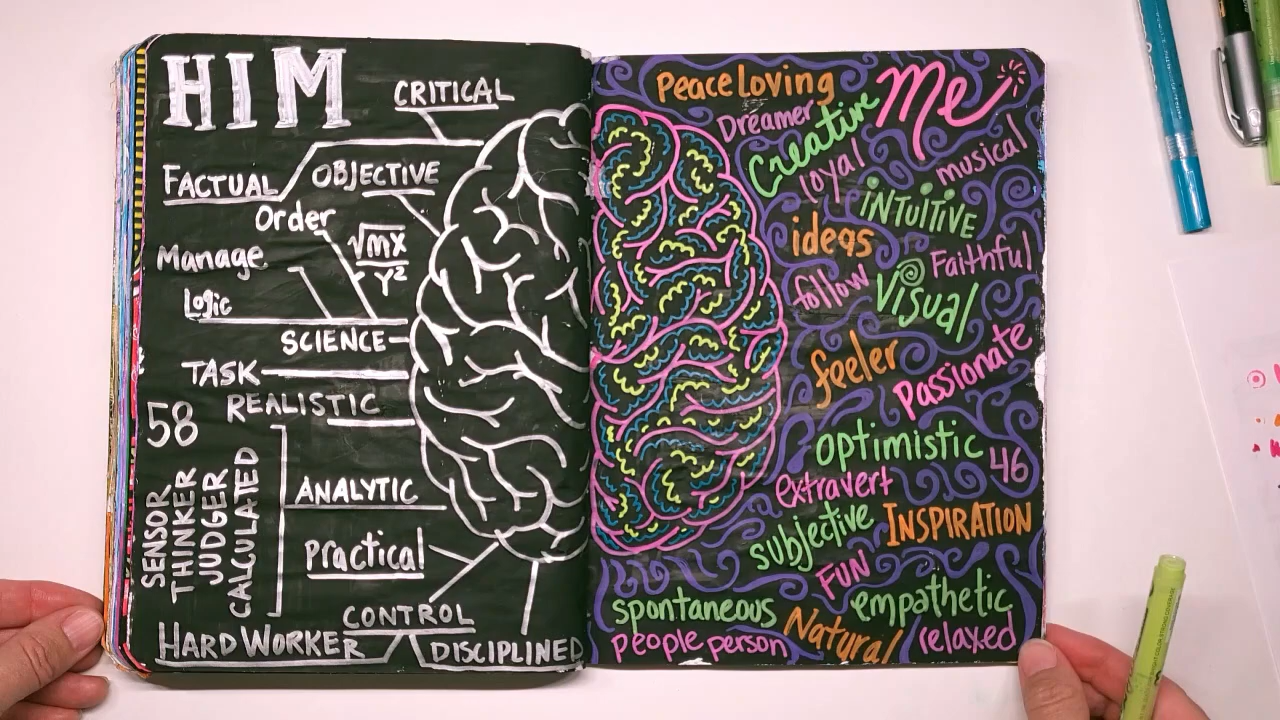 HIM
CRITICAL
FACTUAL
OBJECTIVE
Order
√mx
y²
Manage
Logic
SCIENCE
TASK
REALISTIC
58
SENSOR
THINKER
JUDGER
CALCULATED
ANALYTIC
Practical
CONTROL
HARD WORKER
DISCIPLINED
Peace Loving
Me
Dreamer
Creative
loyal
musical
iNTUiTiVE
ideas
Faithful
follow
Visual
feeler
Passionate
optimistic
46
extravert
subjective
INSPIRATION
FUN
spontaneous
empathetic
people person
Natural
relaxed